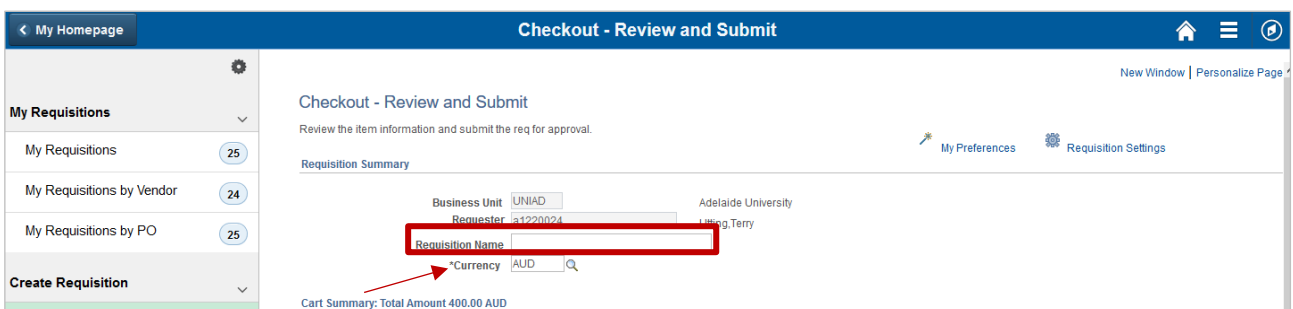 My Homepage
Checkout - Review and Submit
New Window | Personalize Page
My Requisitions
My Requisitions 25
My Requisitions by Vendor 24
My Requisitions by PO 25
Create Requisition
Checkout - Review and Submit
Review the item information and submit the req for approval.
My Preferences
Requisition Settings
Requisition Summary
Business Unit UNIAD Adelaide University
Requester a1220024 Utting,Terry
Requisition Name
*Currency AUD
Cart Summary: Total Amount 400.00 AUD